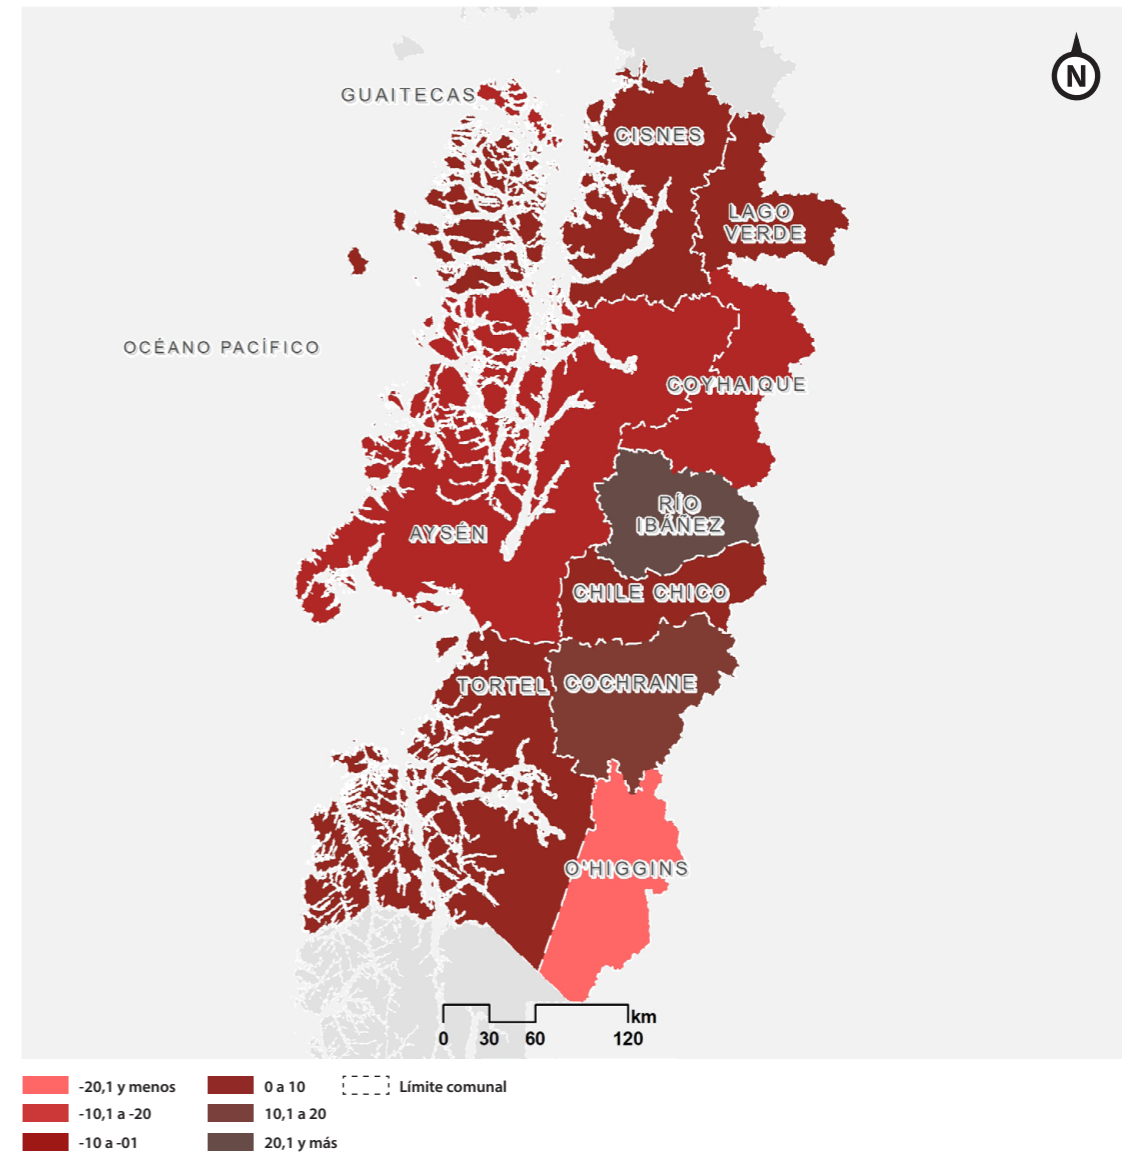 N
GUAITECAS
CISNES
LAGO
VERDE
OCÉANO PACÍFICO
COYHAIQUE
RÍO
IBÁÑEZ
AYSÉN
CHILE CHICO
TORTEL
COCHRANE
O'HIGGINS
km
0 30 60 120
-20,1 y menos
0 a 10
Límite comunal
-10,1 a -20
10,1 a 20
-10 a -01
20,1 y más